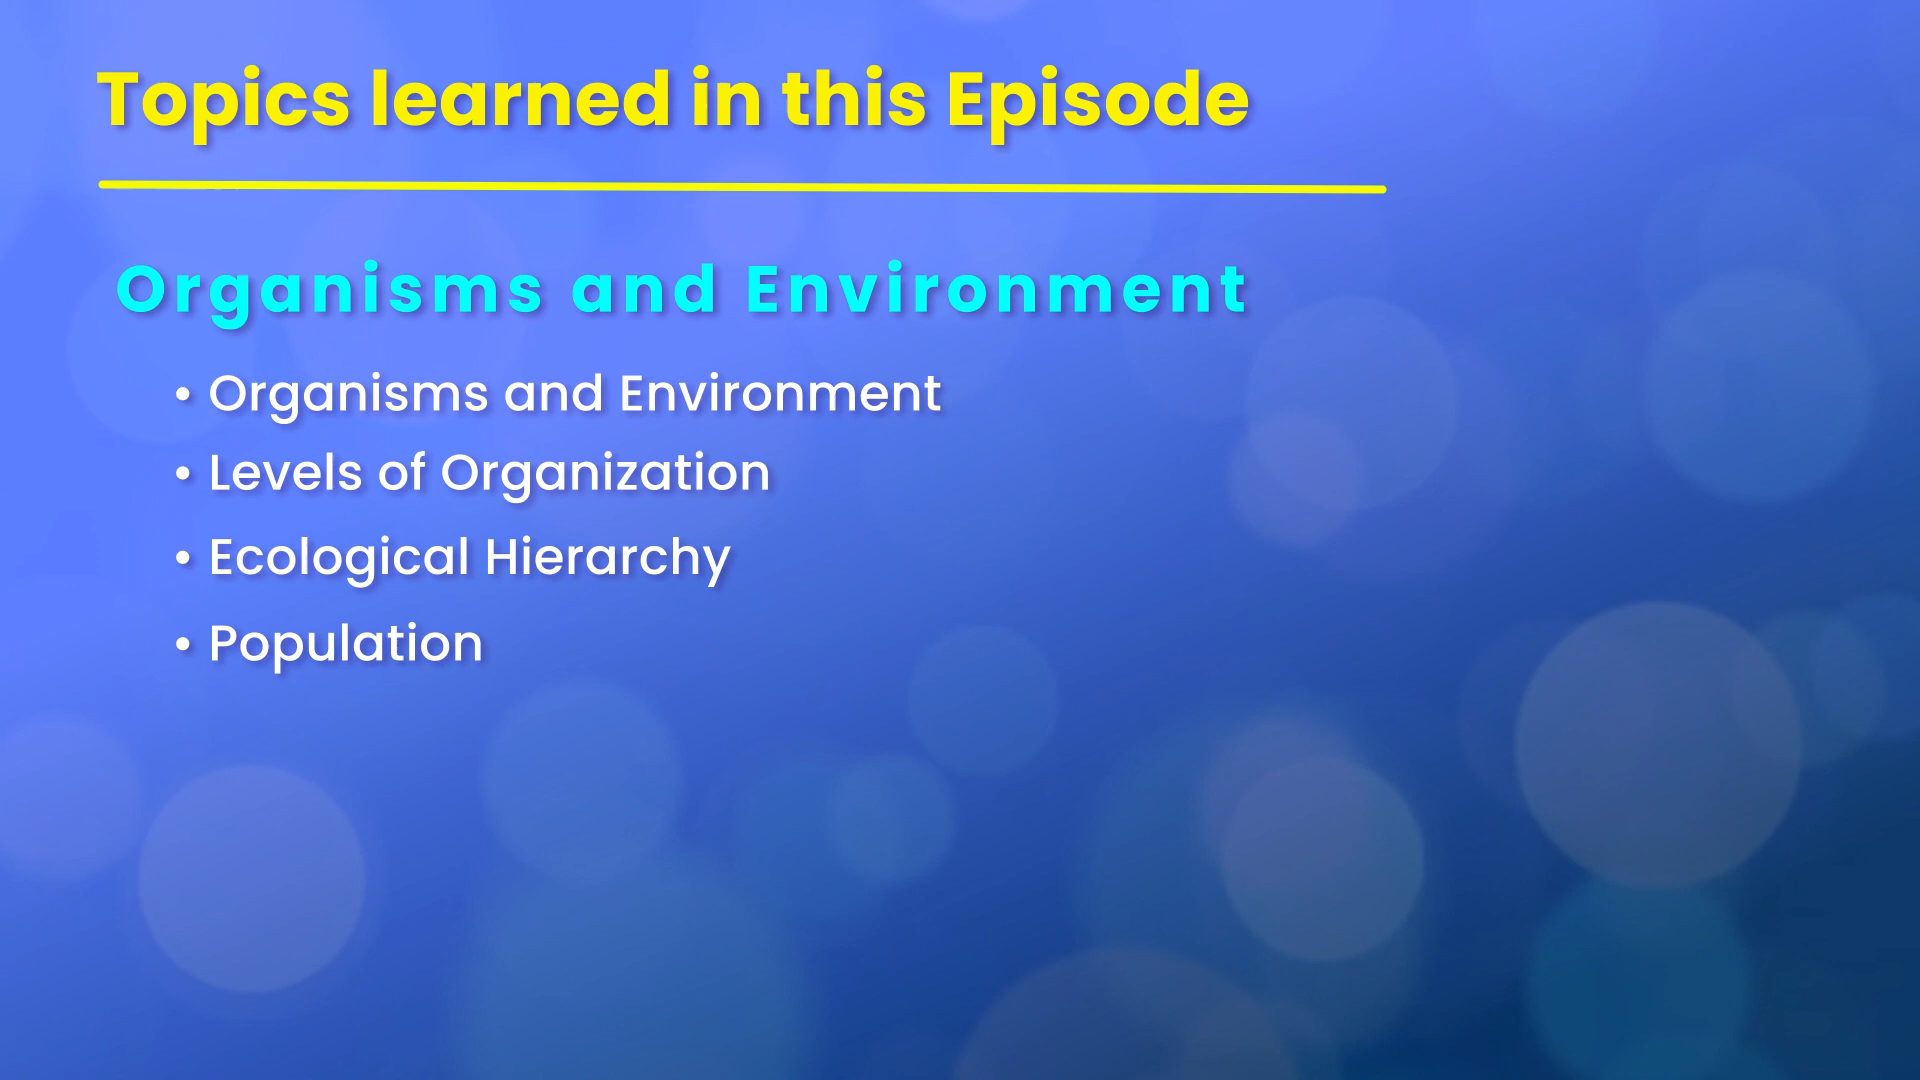 Topics learned in this Episode
Organisms and Environment
• Organisms and Environment
• Levels of Organization
• Ecological Hierarchy
• Population